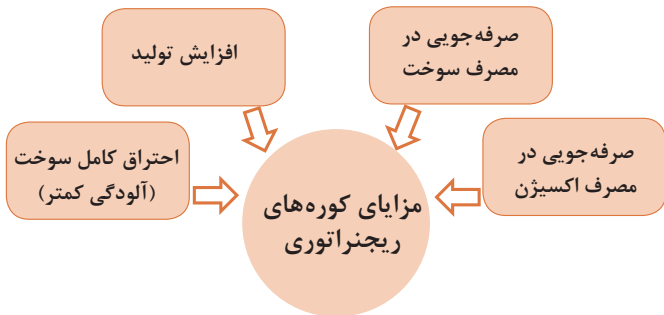 صرفه‌جویی در
مصرف سوخت
افزایش تولید
صرفه‌جویی در
مصرف اکسیژن
احتراق کامل سوخت
(آلودگی کمتر)
مزایای کوره‌های
ریجنراتوری